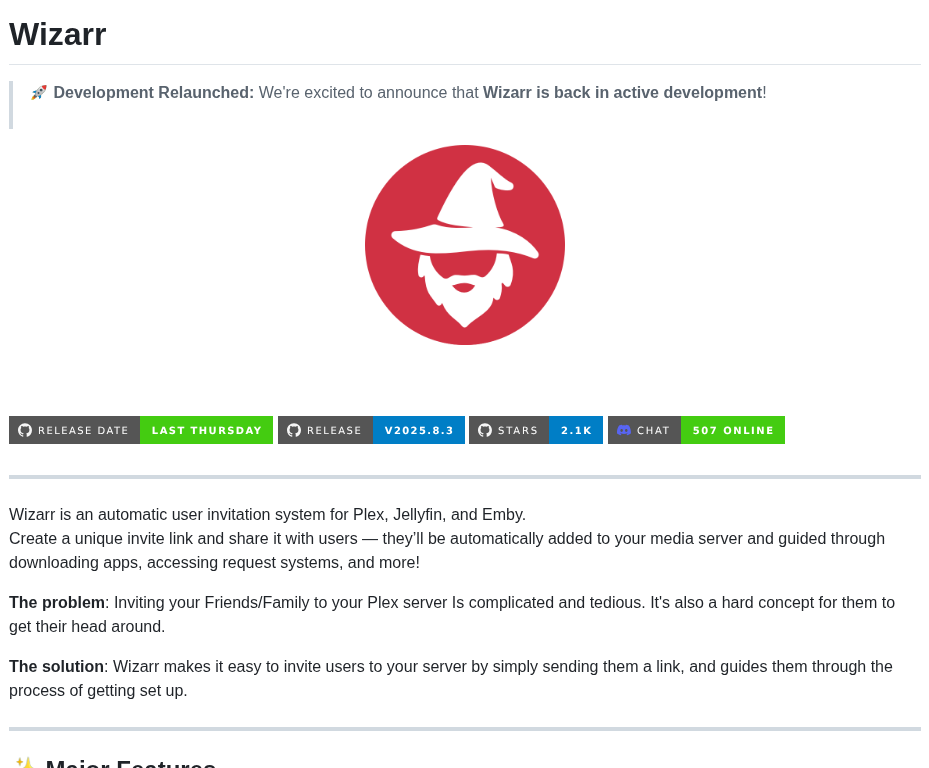 Wizarr
🚀 Development Relaunched: We're excited to announce that Wizarr is back in active development!
RELEASE DATE LAST THURSDAY RELEASE V2025.8.3 STARS 2.1K CHAT 507 ONLINE
Wizarr is an automatic user invitation system for Plex, Jellyfin, and Emby.
Create a unique invite link and share it with users — they’ll be automatically added to your media server and guided through
downloading apps, accessing request systems, and more!
The problem: Inviting your Friends/Family to your Plex server Is complicated and tedious. It's also a hard concept for them to
get their head around.
The solution: Wizarr makes it easy to invite users to your server by simply sending them a link, and guides them through the
process of getting set up.
✨ Major Features